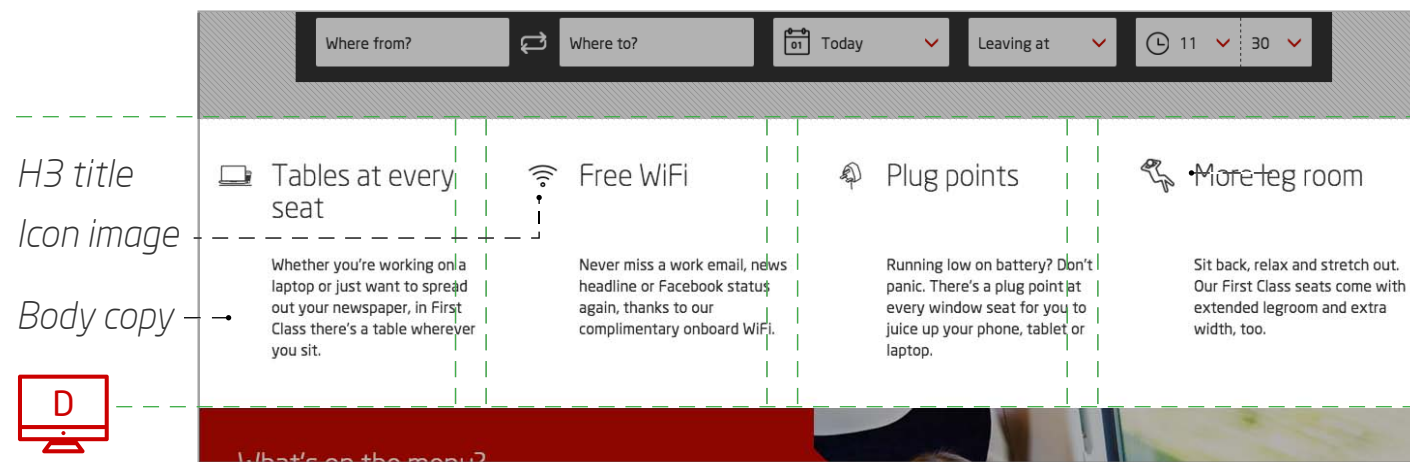 Where from?
Where to?
01
Today
Leaving at
11
30
H3 title
Icon image
Body copy
D
Tables at every
seat
Whether you're working on a
laptop or just want to spread
out your newspaper, in First
Class there's a table wherever
you sit.
Free WiFi
Never miss a work email, news
headline or Facebook status
again, thanks to our
complimentary onboard WiFi.
Plug points
Running low on battery? Don't
panic. There's a plug point at
every window seat for you to
juice up your phone, tablet or
laptop.
More leg room
Sit back, relax and stretch out.
Our First Class seats come with
extended legroom and extra
width, too.
What's on the menu?